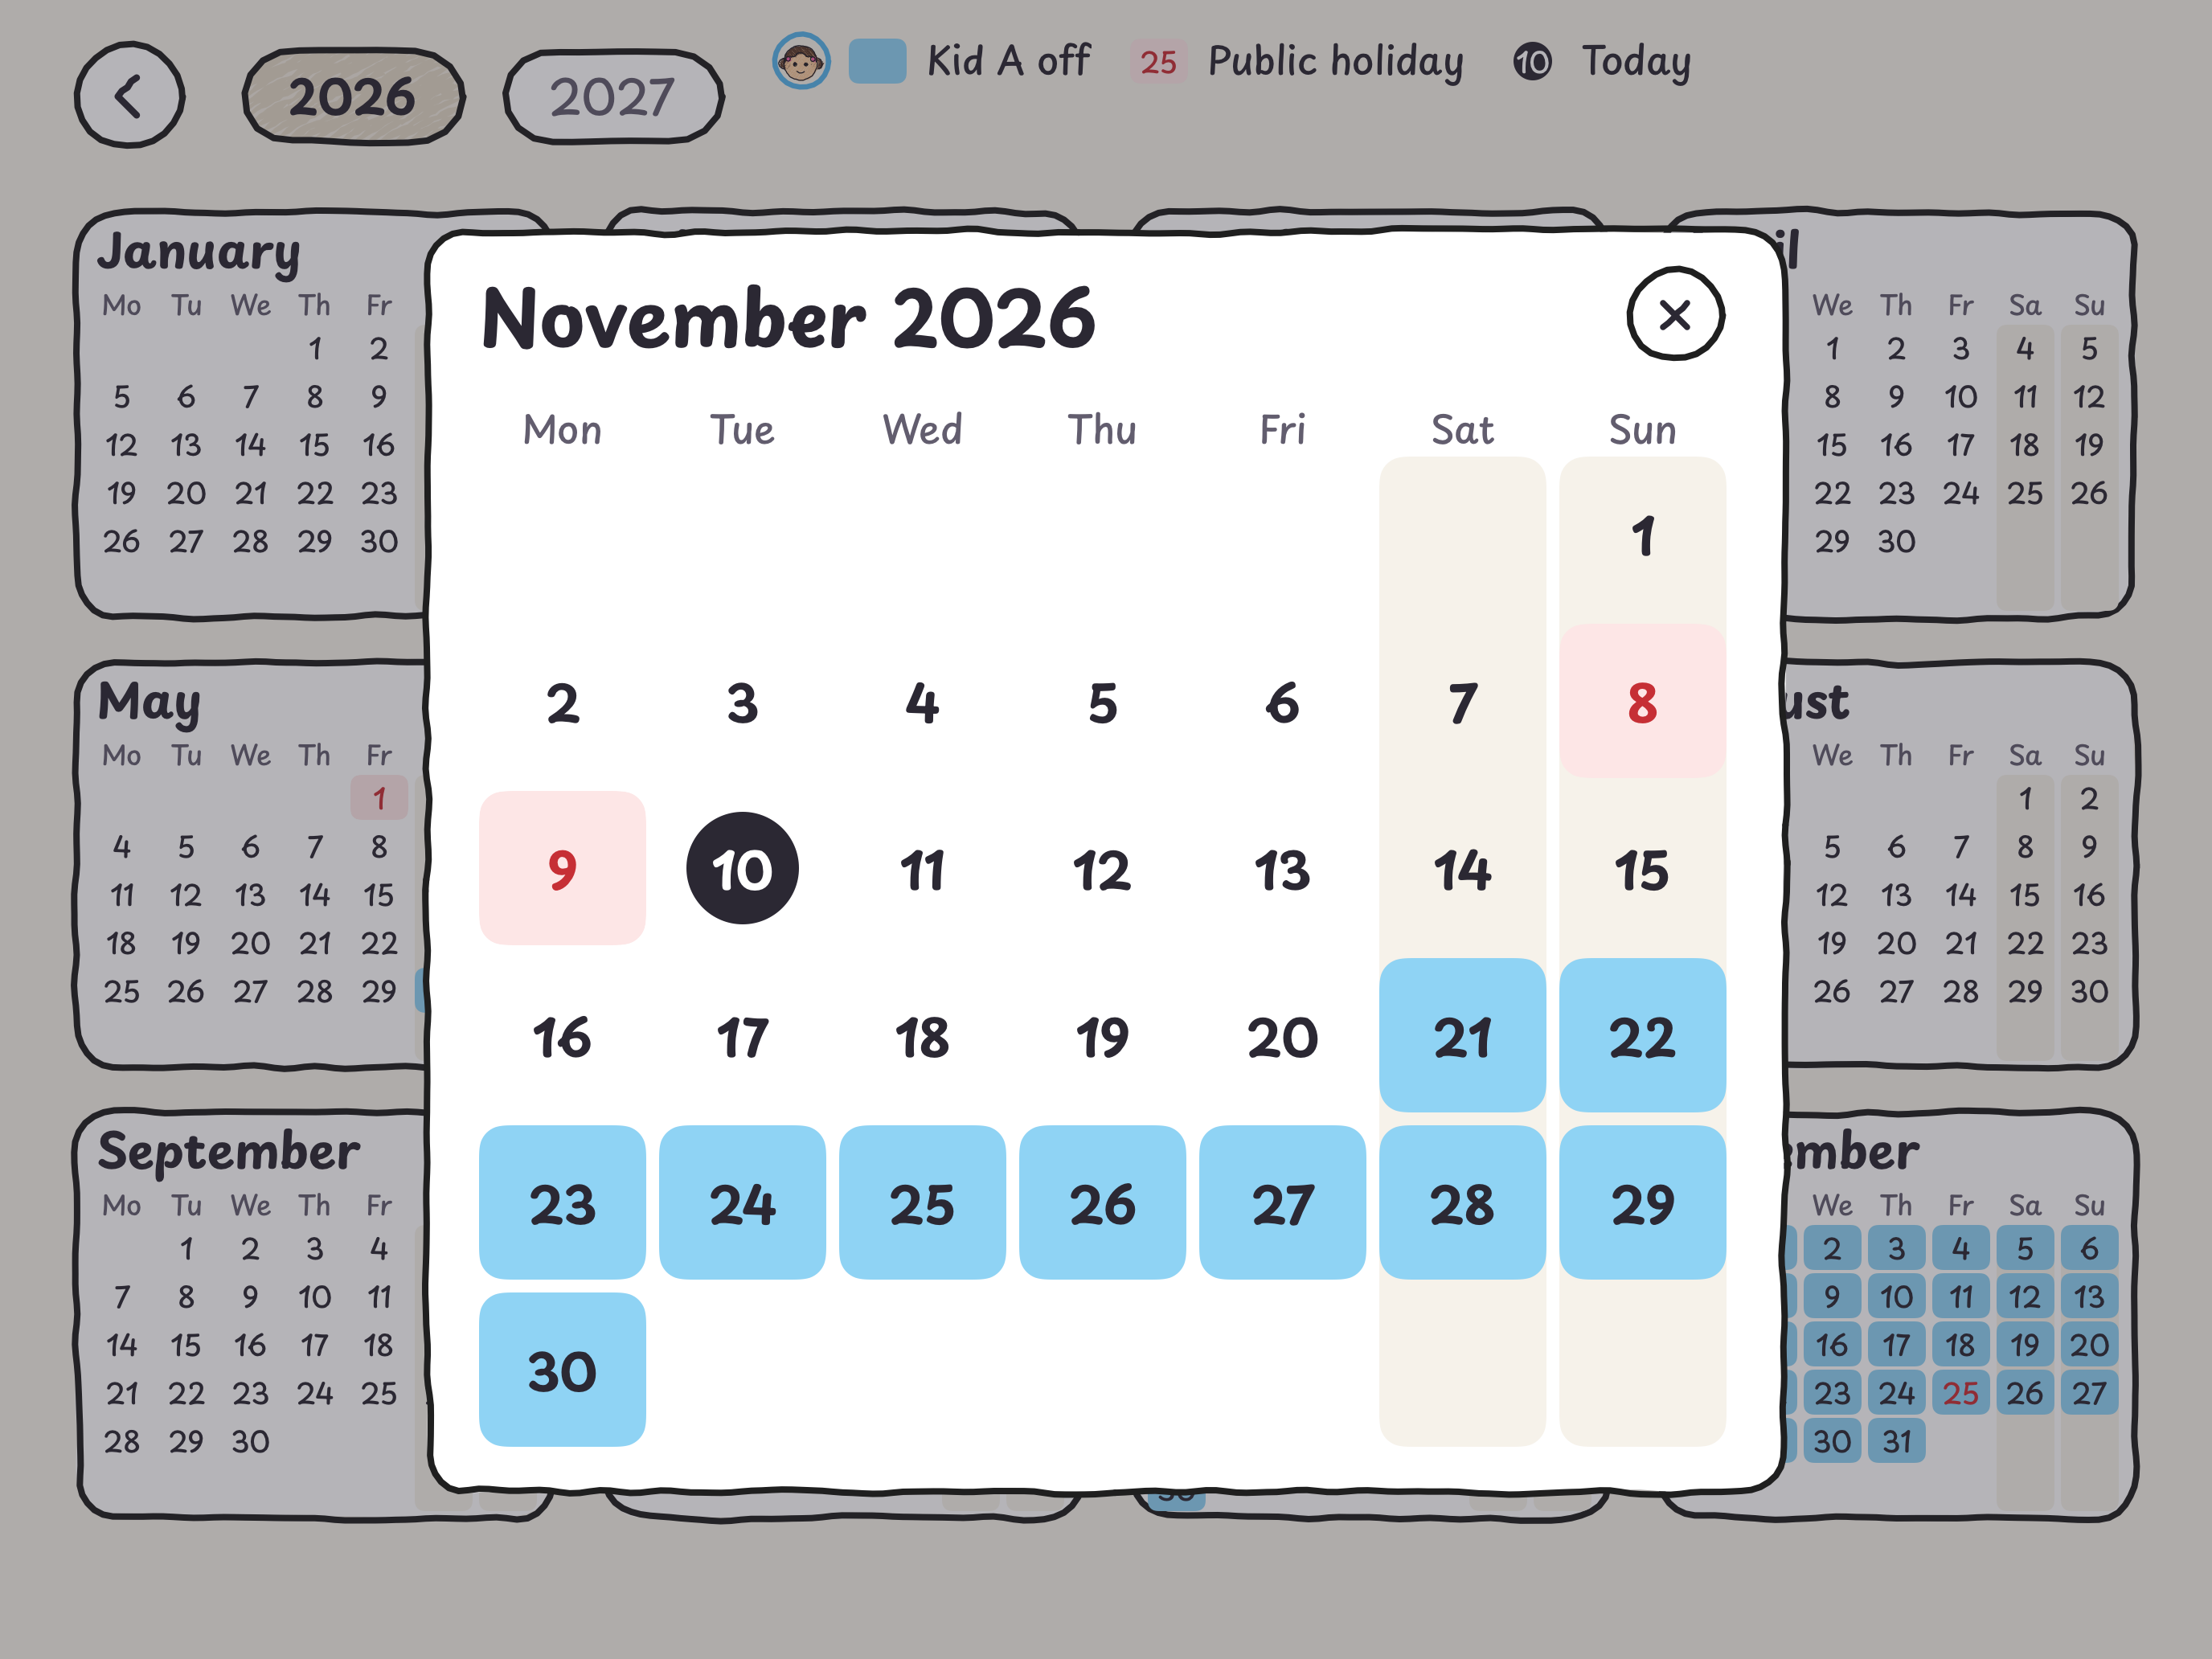 2026 2027 Kid A off 25 Public holiday 10 Today
January
Mo Tu We Th Fr
1 2
5 6 7 8 9
12 13 14 15 16
19 20 21 22 23
26 27 28 29 30
We Th Fr Sa Su
1 2 3 4 5
8 9 10 11 12
15 16 17 18 19
22 23 24 25 26
29 30
May
Mo Tu We Th Fr
1
4 5 6 7 8
11 12 13 14 15
18 19 20 21 22
25 26 27 28 29
We Th Fr Sa Su
1 2
5 6 7 8 9
12 13 14 15 16
19 20 21 22 23
26 27 28 29 30
September
Mo Tu We Th Fr
1 2 3 4
7 8 9 10 11
14 15 16 17 18
21 22 23 24 25
28 29 30
We Th Fr Sa Su
2 3 4 5 6
9 10 11 12 13
16 17 18 19 20
23 24 25 26 27
30 31
November 2026
Mon Tue Wed Thu Fri Sat Sun
1
2 3 4 5 6 7 8
9 10 11 12 13 14 15
16 17 18 19 20 21 22
23 24 25 26 27 28 29
30